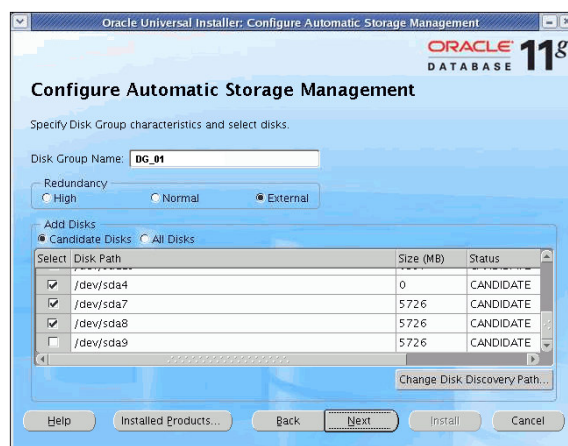 Oracle Universal Installer: Configure Automatic Storage Management
ORACLE
DATABASE 11g
Configure Automatic Storage Management
Specify Disk Group characteristics and select disks.
Disk Group Name: DG_01
Redundancy
High Normal External
Add Disks
Candidate Disks All Disks
Select Disk Path Size (MB) Status
/dev/sda4 0 CANDIDATE
/dev/sda7 5726 CANDIDATE
/dev/sda8 5726 CANDIDATE
/dev/sda9 5726 CANDIDATE
Change Disk Discovery Path...
Help Installed Products... Back Next Install Cancel